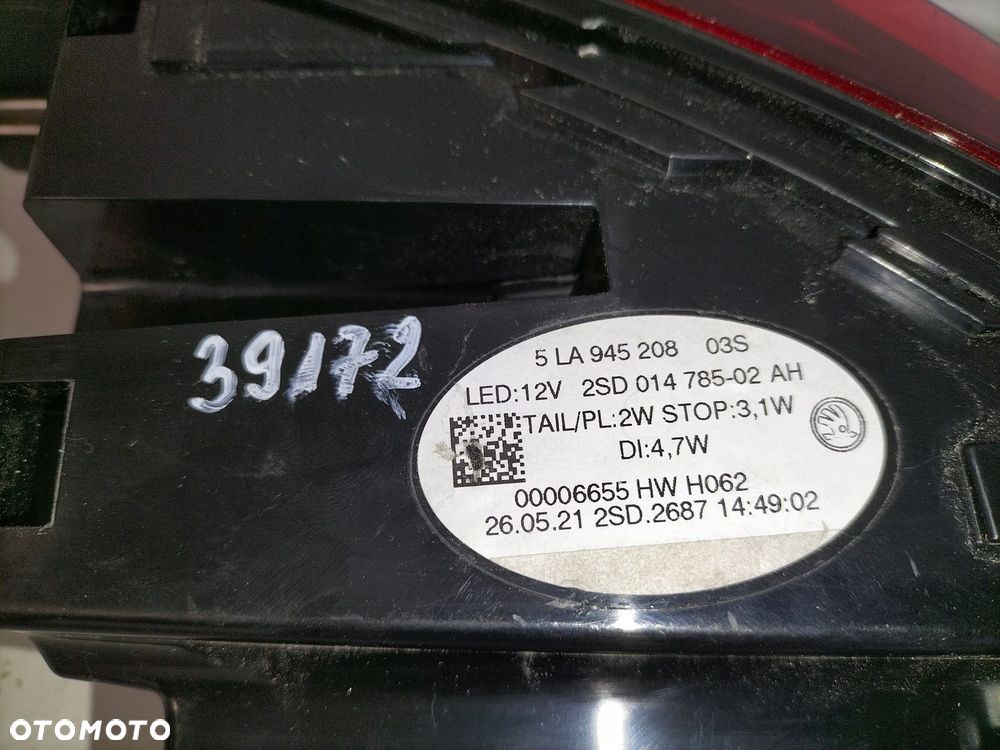 39172
5 LA 945 208 03S
LED:12V 2SD 014 785-02 AH
TAIL/PL:2W STOP:3,1W
DI:4,7W
00006655 HW H062
26.05.21 2SD.2687 14:49:02
OTOMOTO